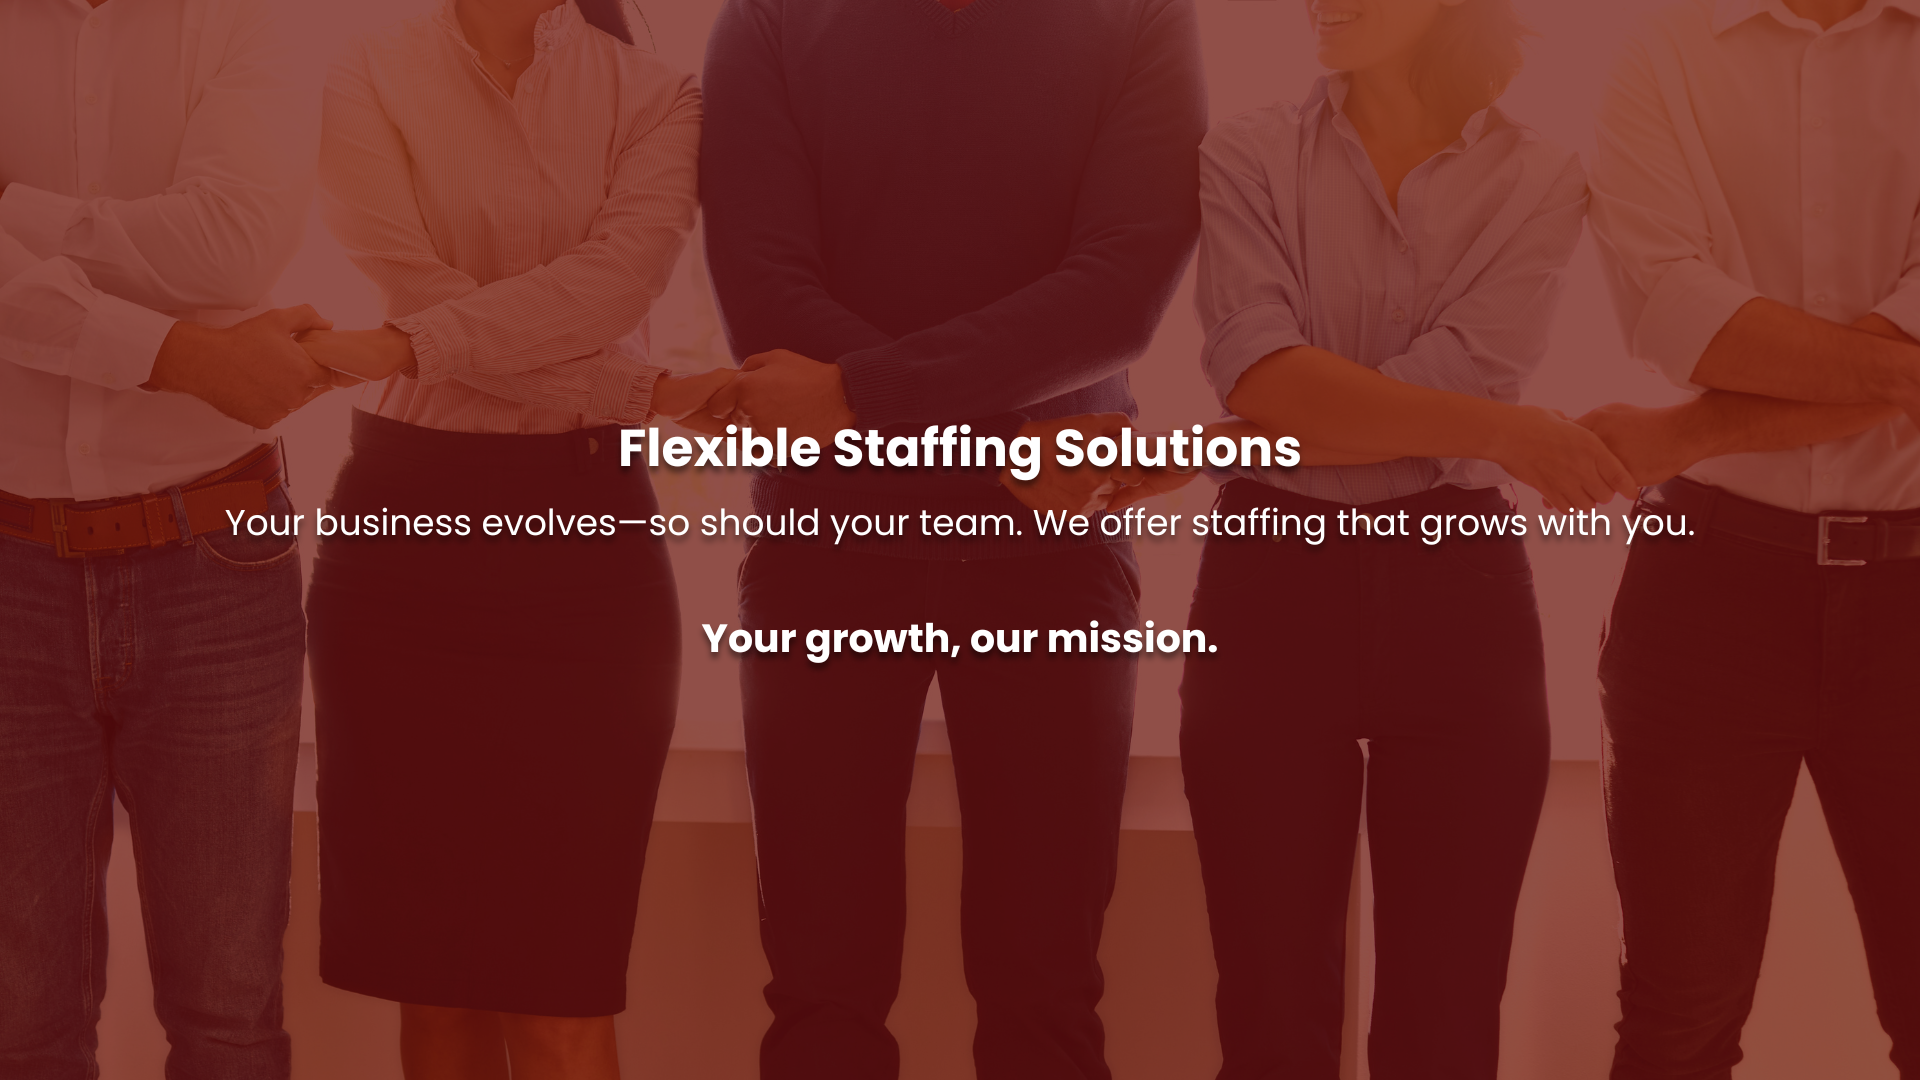 Flexible Staffing Solutions
Your business evolves—so should your team. We offer staffing that grows with you.
Your growth, our mission.